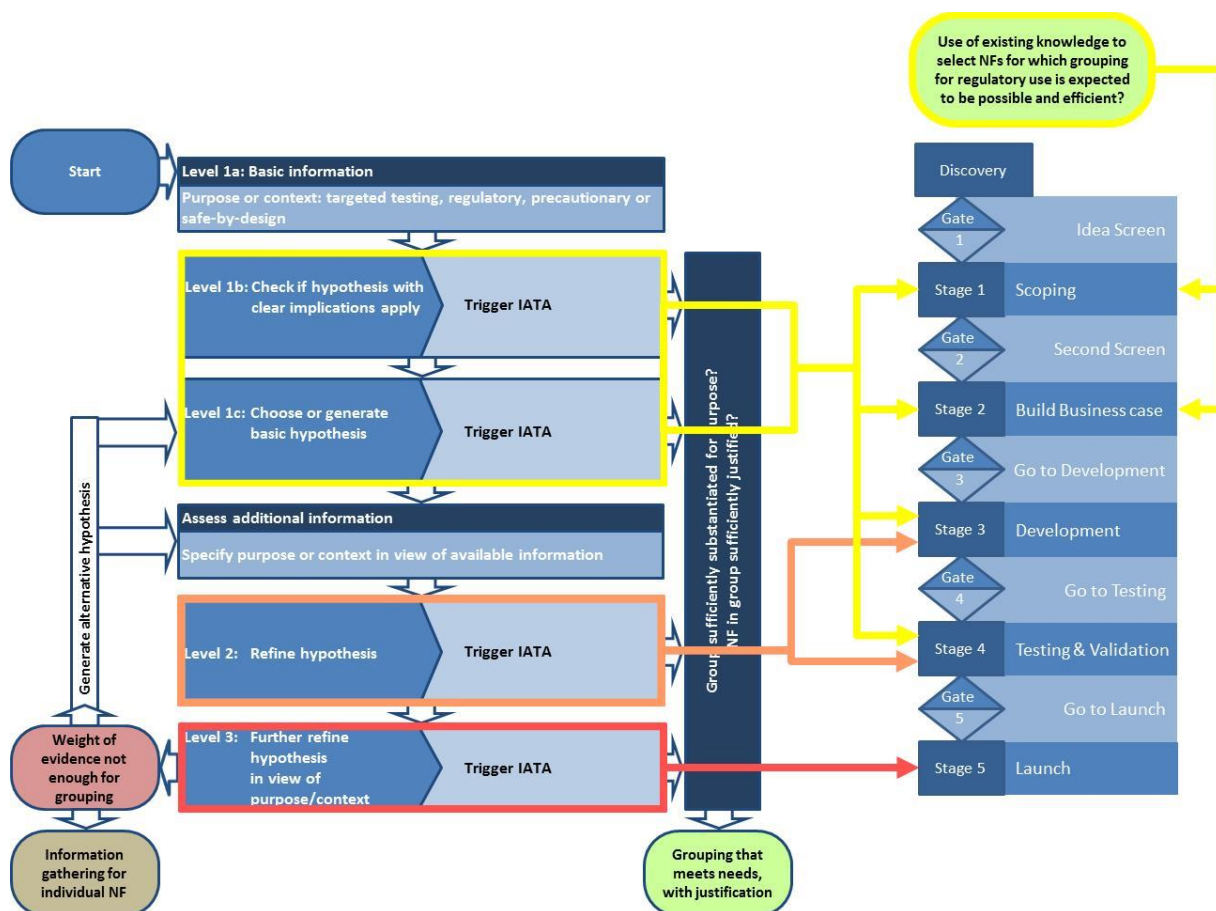 Use of existing knowledge to
select NFs for which grouping
for regulatory use is expected
to be possible and efficient?
Start
Level 1a: Basic information
Purpose or context: targeted testing, regulatory, precautionary or
safe-by-design
Level 1b: Check if hypothesis with
clear implications apply
Trigger IATA
Level 1c: Choose or generate
basic hypothesis
Trigger IATA
Assess additional information
Specify purpose or context in view of available information
Level 2: Refine hypothesis
Trigger IATA
Level 3: Further refine
hypothesis
in view of
purpose/context
Trigger IATA
Generate alternative hypothesis
Weight of
evidence not
enough for
grouping
Information
gathering for
individual NF
Group sufficiently substantiated for purpose?
NF in group sufficiently justified?
Grouping that
meets needs,
with justification
Discovery
Gate
1
Idea Screen
Stage 1
Scoping
Gate
2
Second Screen
Stage 2
Build Business case
Gate
3
Go to Development
Stage 3
Development
Gate
4
Go to Testing
Stage 4
Testing & Validation
Gate
5
Go to Launch
Stage 5
Launch